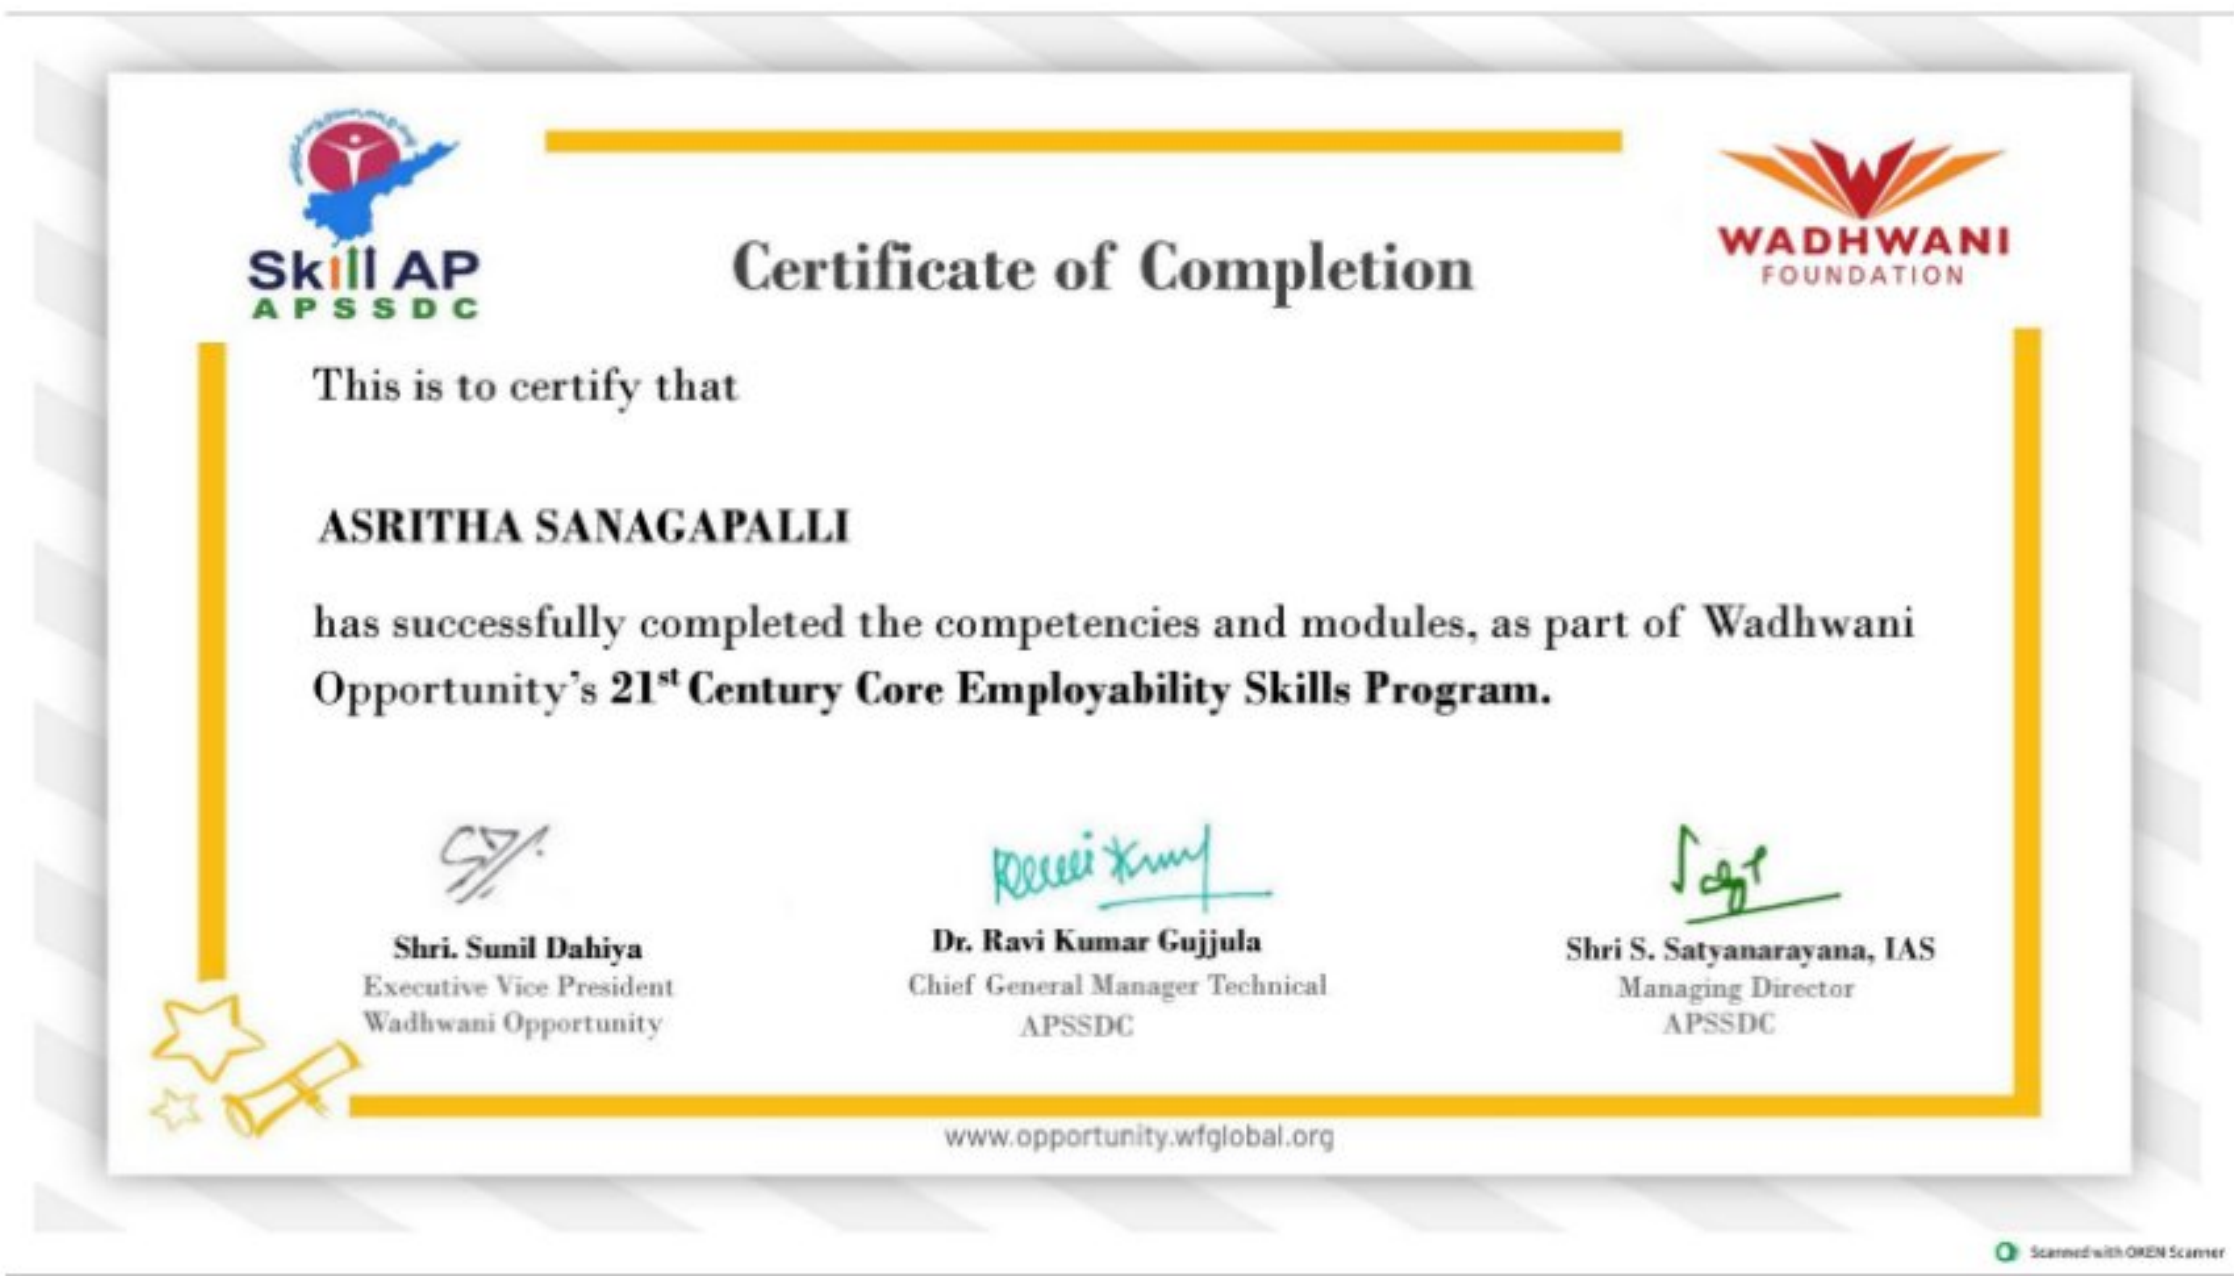 Skill AP
APSSDC
WADHWANI
FOUNDATION
Certificate of Completion
This is to certify that
ASRITHA SANAGAPALLI
has successfully completed the competencies and modules, as part of Wadhwani
Opportunity's 21st Century Core Employability Skills Program.
Shri. Sunil Dahiya
Executive Vice President
Wadhwani Opportunity
Dr. Ravi Kumar Gujjula
Chief General Manager Technical
APSSDC
Shri S. Satyanarayana, IAS
Managing Director
APSSDC
www.opportunity.wfglobal.org
Scanned with OKEN Scanner